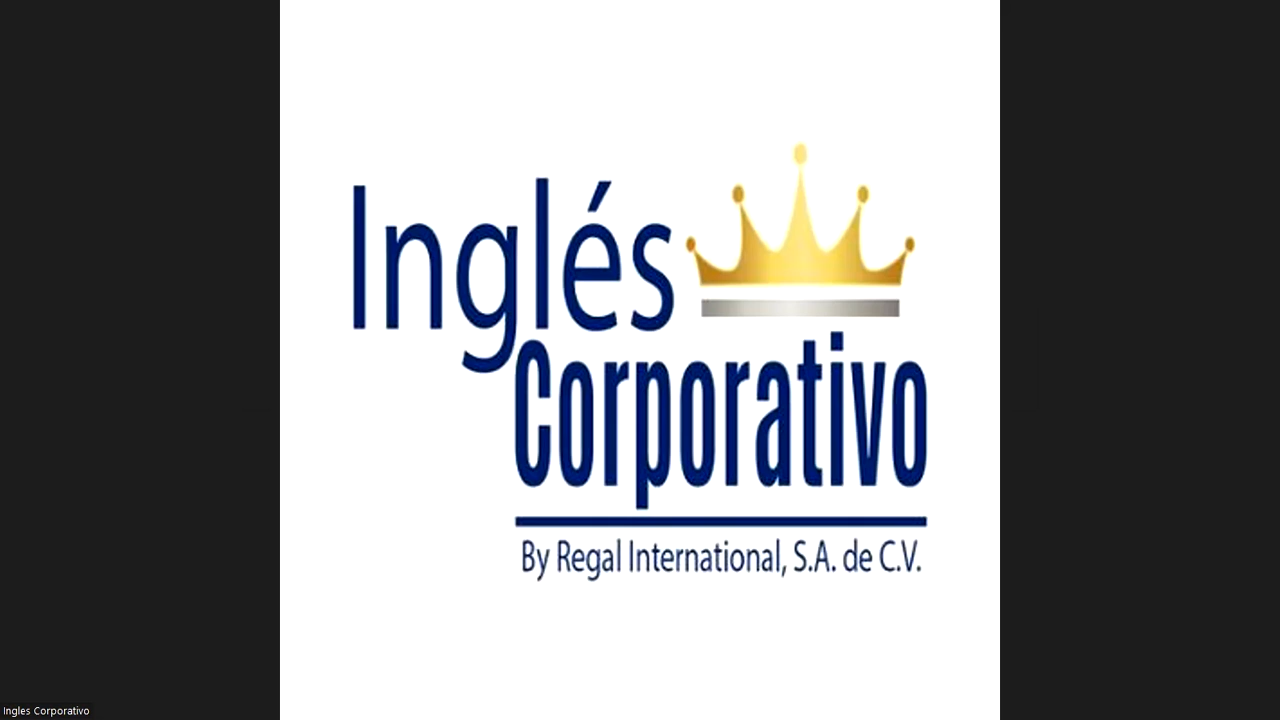 Inglés
Corporativo
By Regal International, S.A. de C.V.
Ingles Corporativo